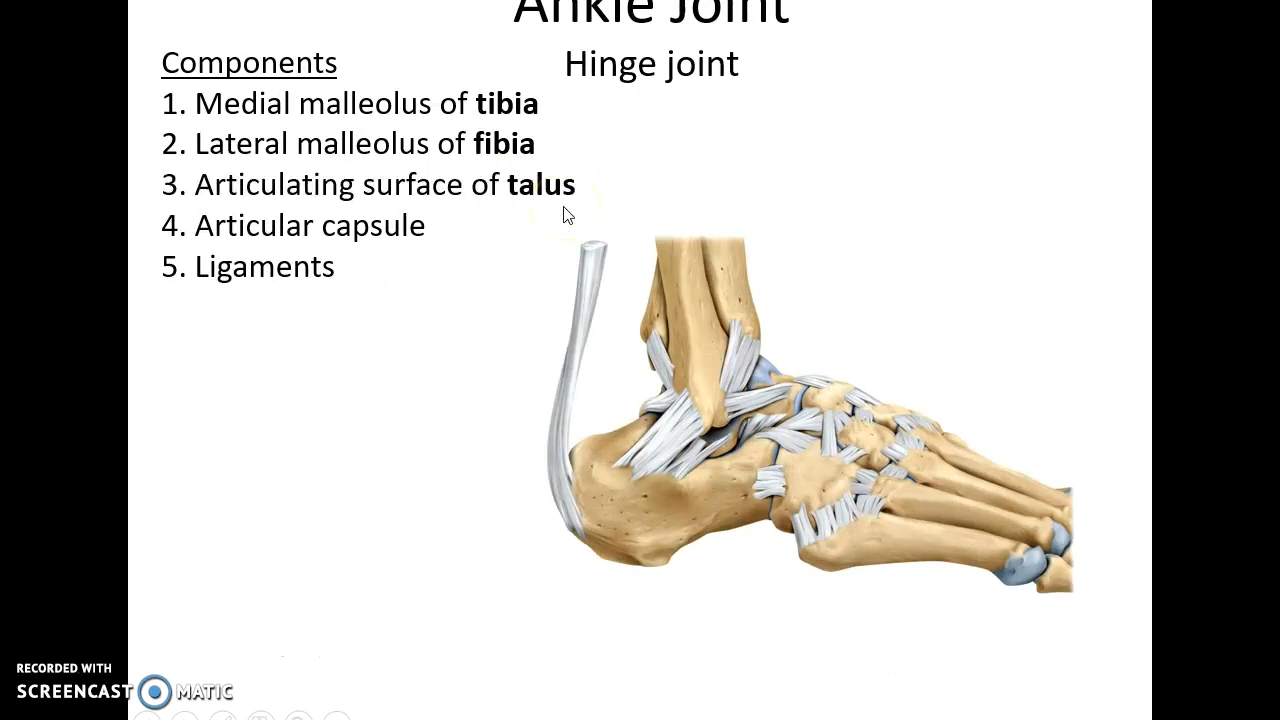 Ankle Joint
Components
Hinge joint
1. Medial malleolus of tibia
2. Lateral malleolus of fibia
3. Articulating surface of talus
4. Articular capsule
5. Ligaments
RECORDED WITH
SCREENCAST MATIC